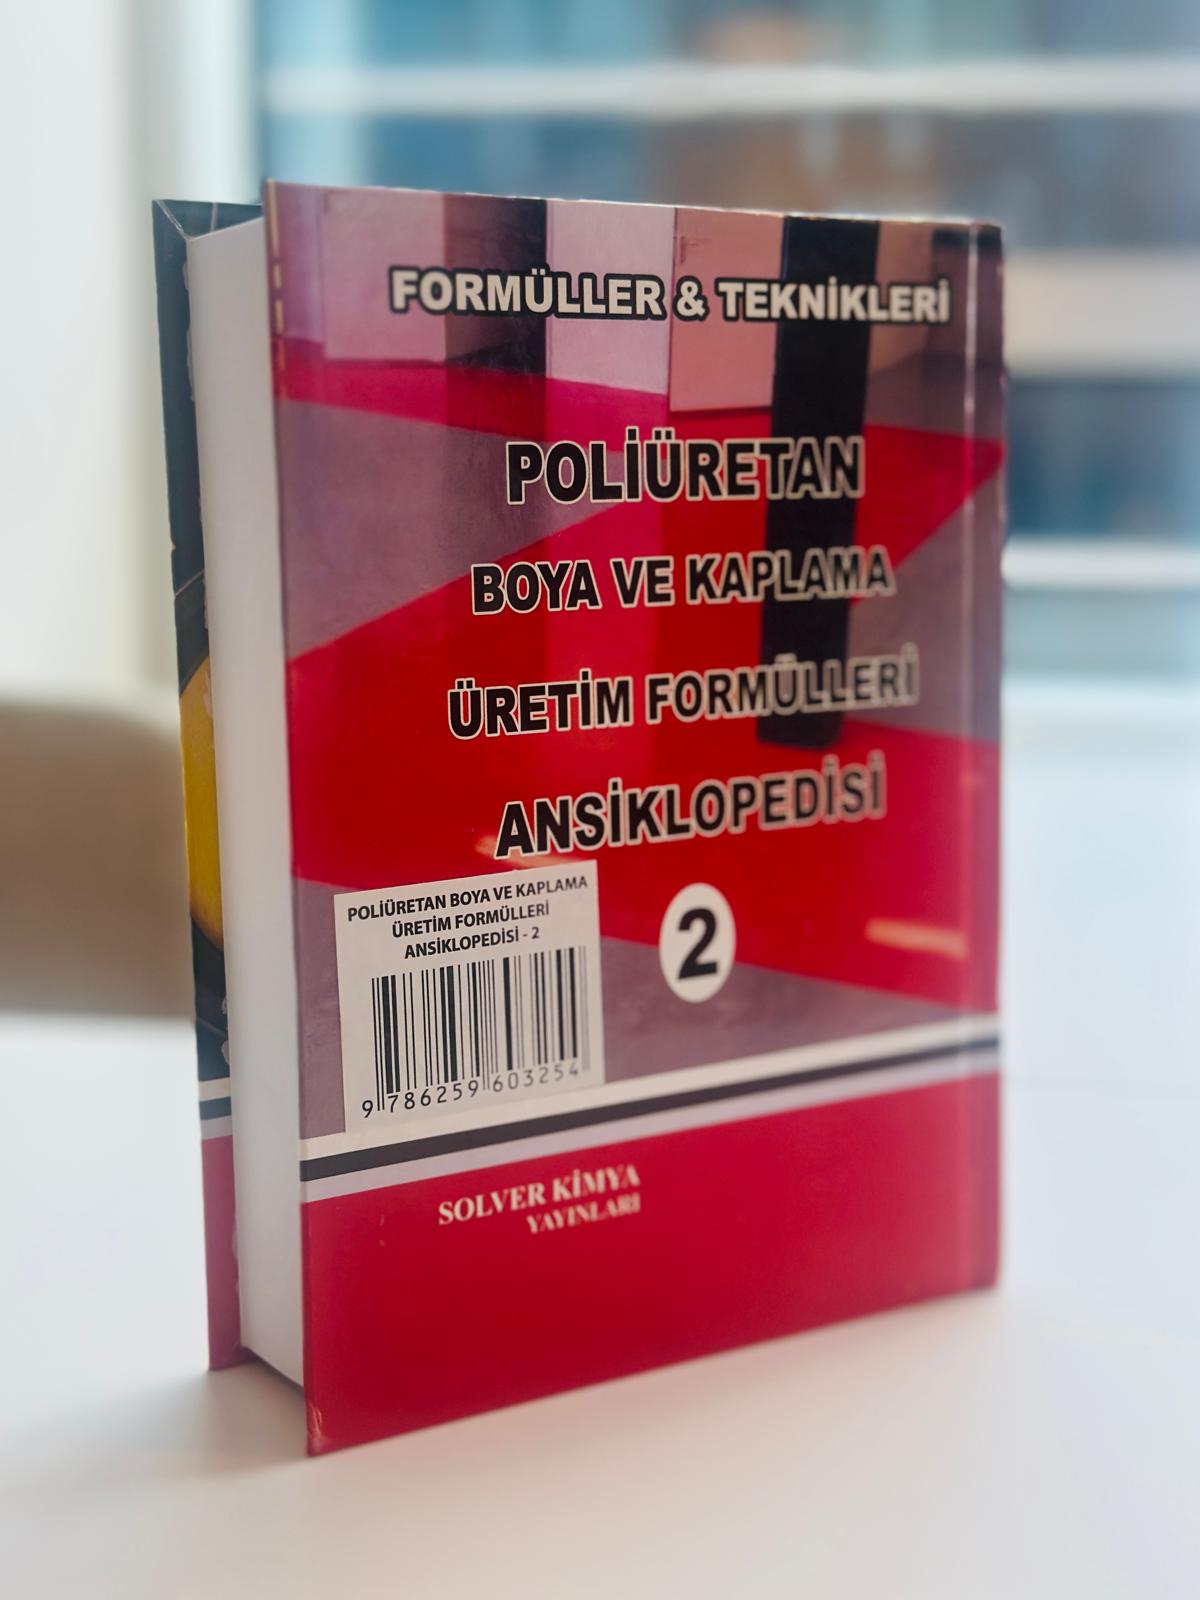 FORMÜLLER & TEKNİKLERİ
POLİÜRETAN
BOYA VE KAPLAMA
ÜRETİM FORMÜLLERİ
ANSİKLOPEDİSİ
2
POLİÜRETAN BOYA VE KAPLAMA
ÜRETİM FORMÜLLERİ
ANSİKLOPEDİSİ - 2
9 786259 603254
SOLVER KİMYA
YAYINLARI